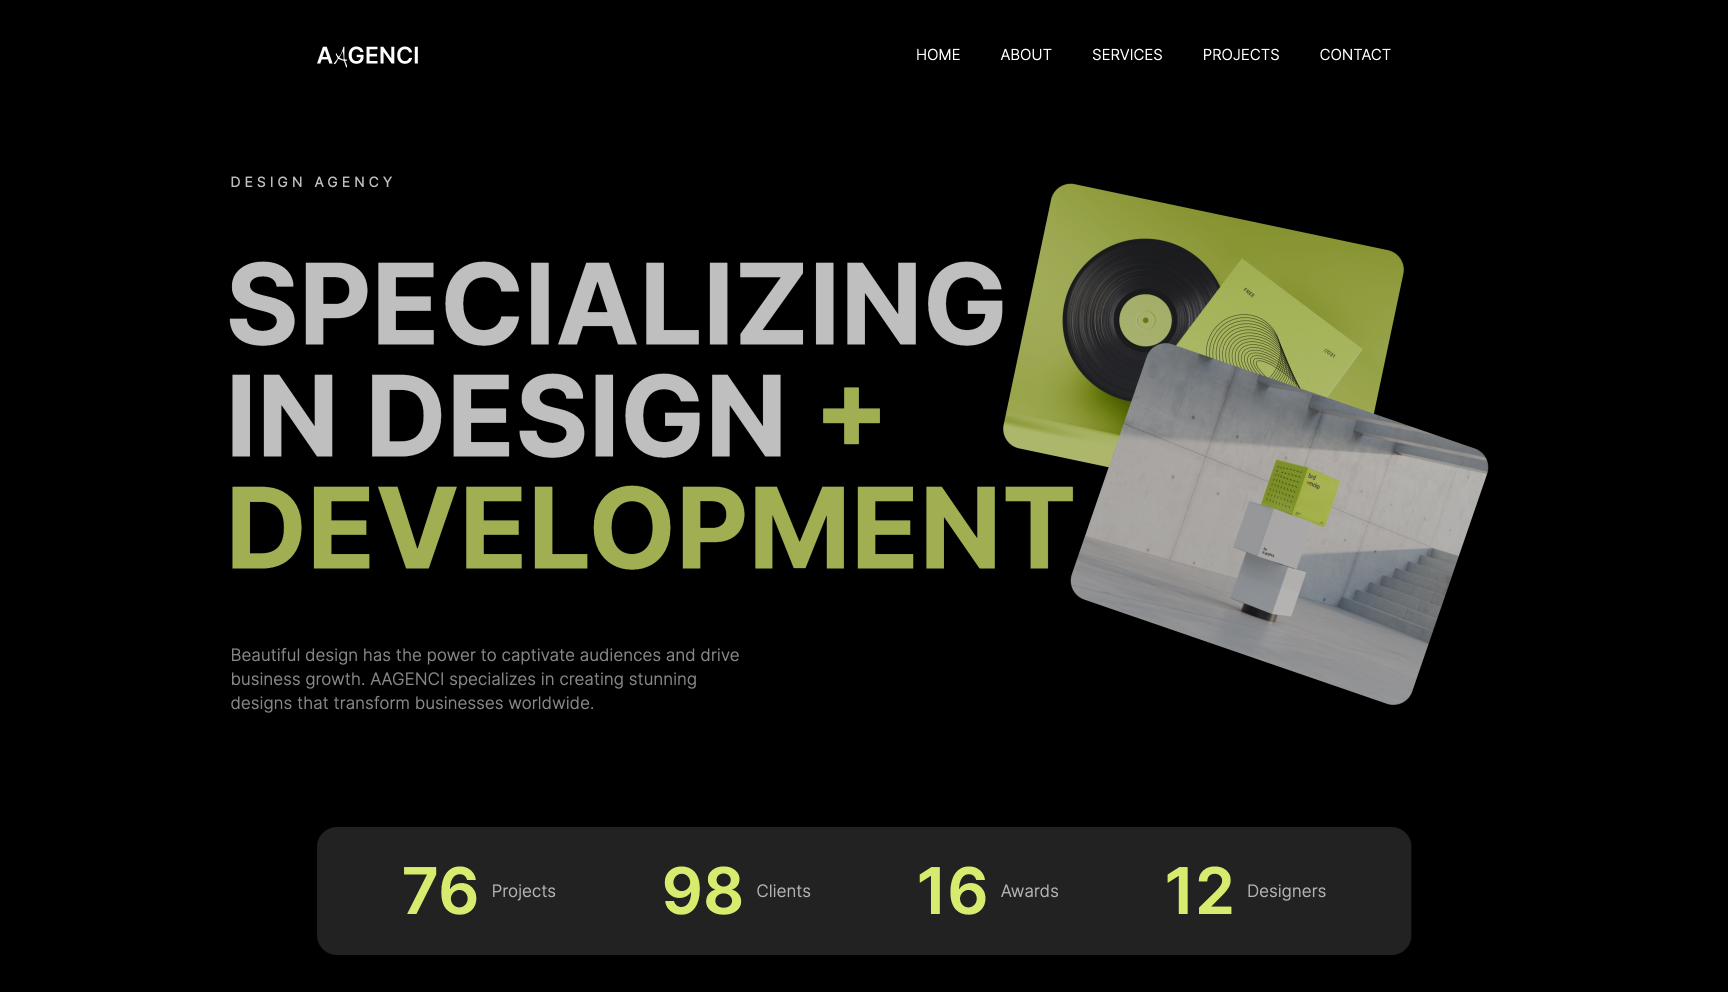 AAGENCI
HOME
ABOUT
SERVICES
PROJECTS
CONTACT
DESIGN AGENCY
SPECIALIZING
IN DESIGN +
DEVELOPMENT
FREE
Beautiful design has the power to captivate audiences and drive
business growth. AAGENCI specializes in creating stunning
designs that transform businesses worldwide.
76 Projects
98 Clients
16 Awards
12 Designers